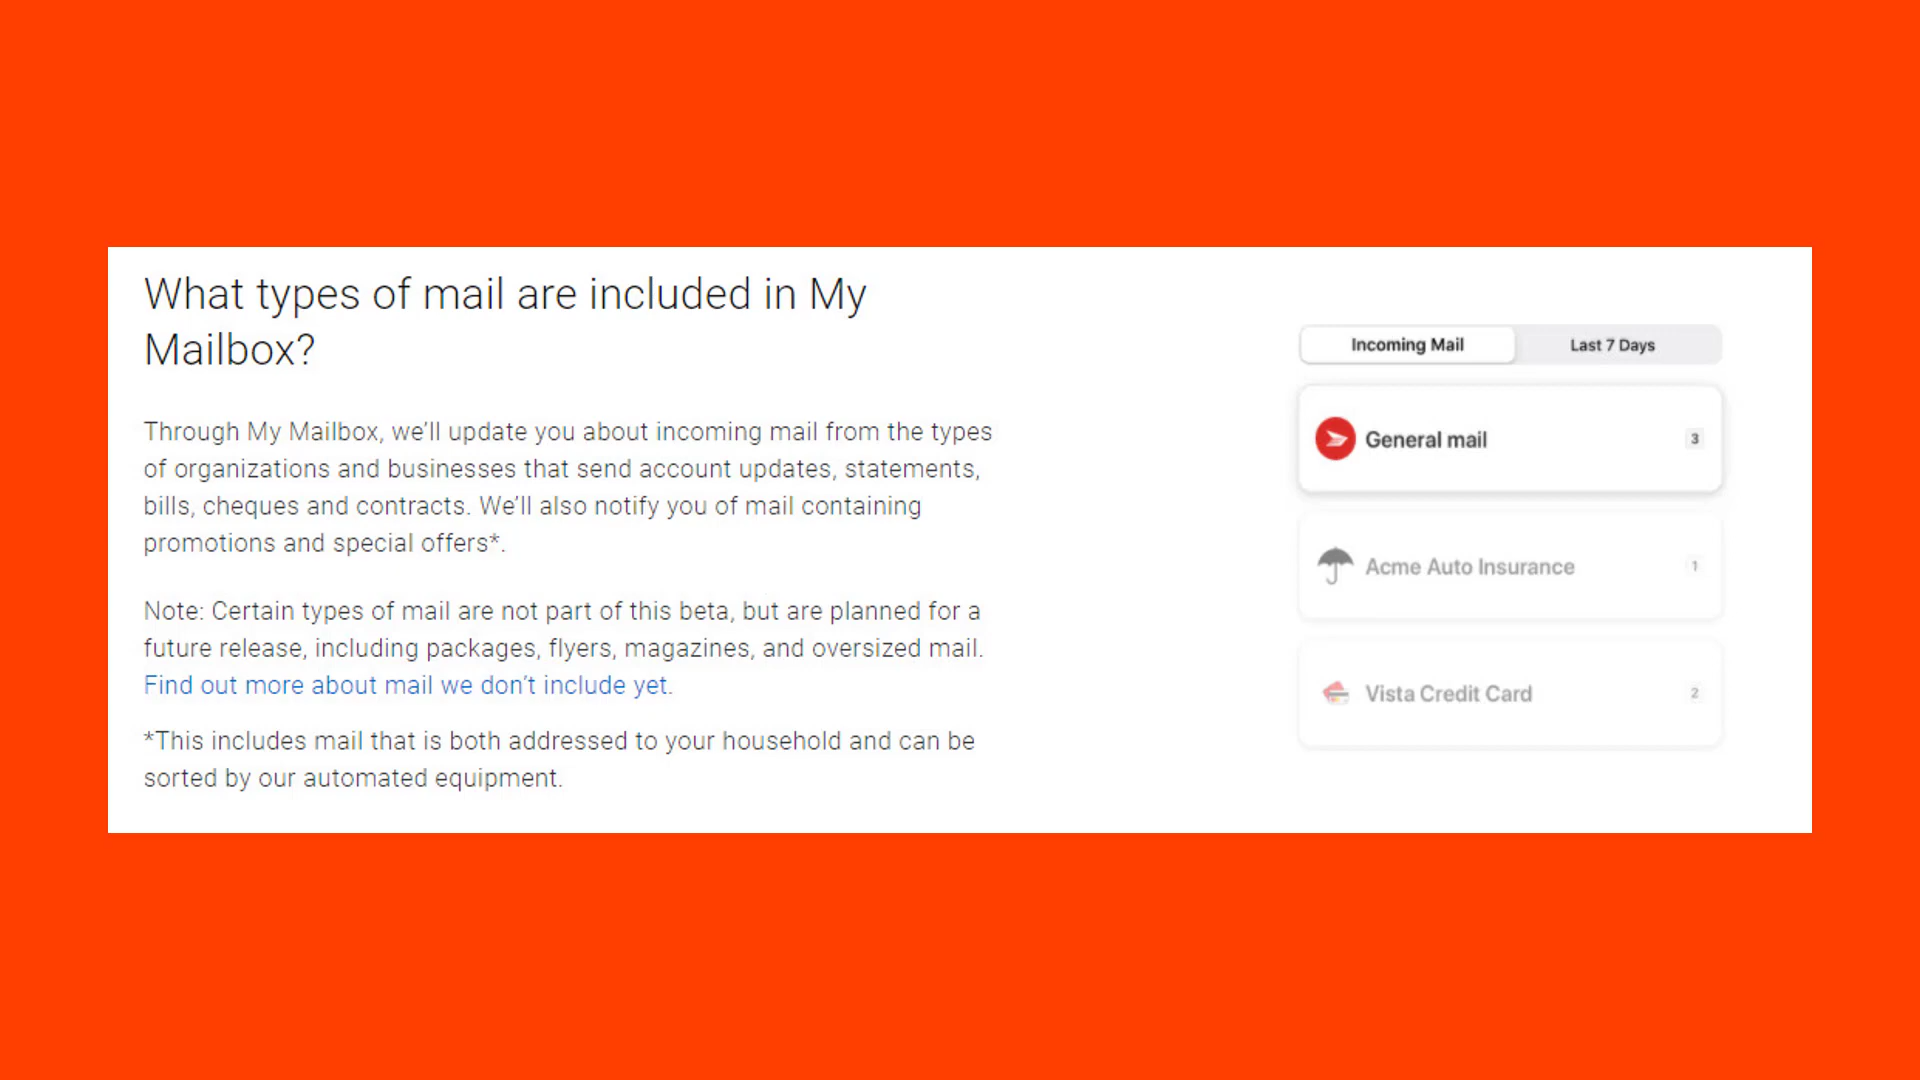 What types of mail are included in My
Mailbox?
Through My Mailbox, we’ll update you about incoming mail from the types
of organizations and businesses that send account updates, statements,
bills, cheques and contracts. We’ll also notify you of mail containing
promotions and special offers*.
Note: Certain types of mail are not part of this beta, but are planned for a
future release, including packages, flyers, magazines, and oversized mail.
Find out more about mail we don’t include yet.
*This includes mail that is both addressed to your household and can be
sorted by our automated equipment.
Incoming Mail Last 7 Days
General mail 3
Acme Auto Insurance 1
Vista Credit Card 2